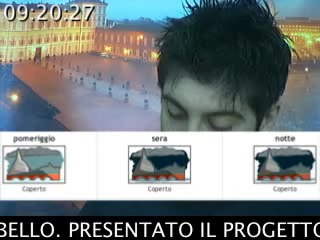 09:20:27
pomeriggio sera notte
Coperto Coperto Coperto
BELLO. PRESENTATO IL PROGETTO